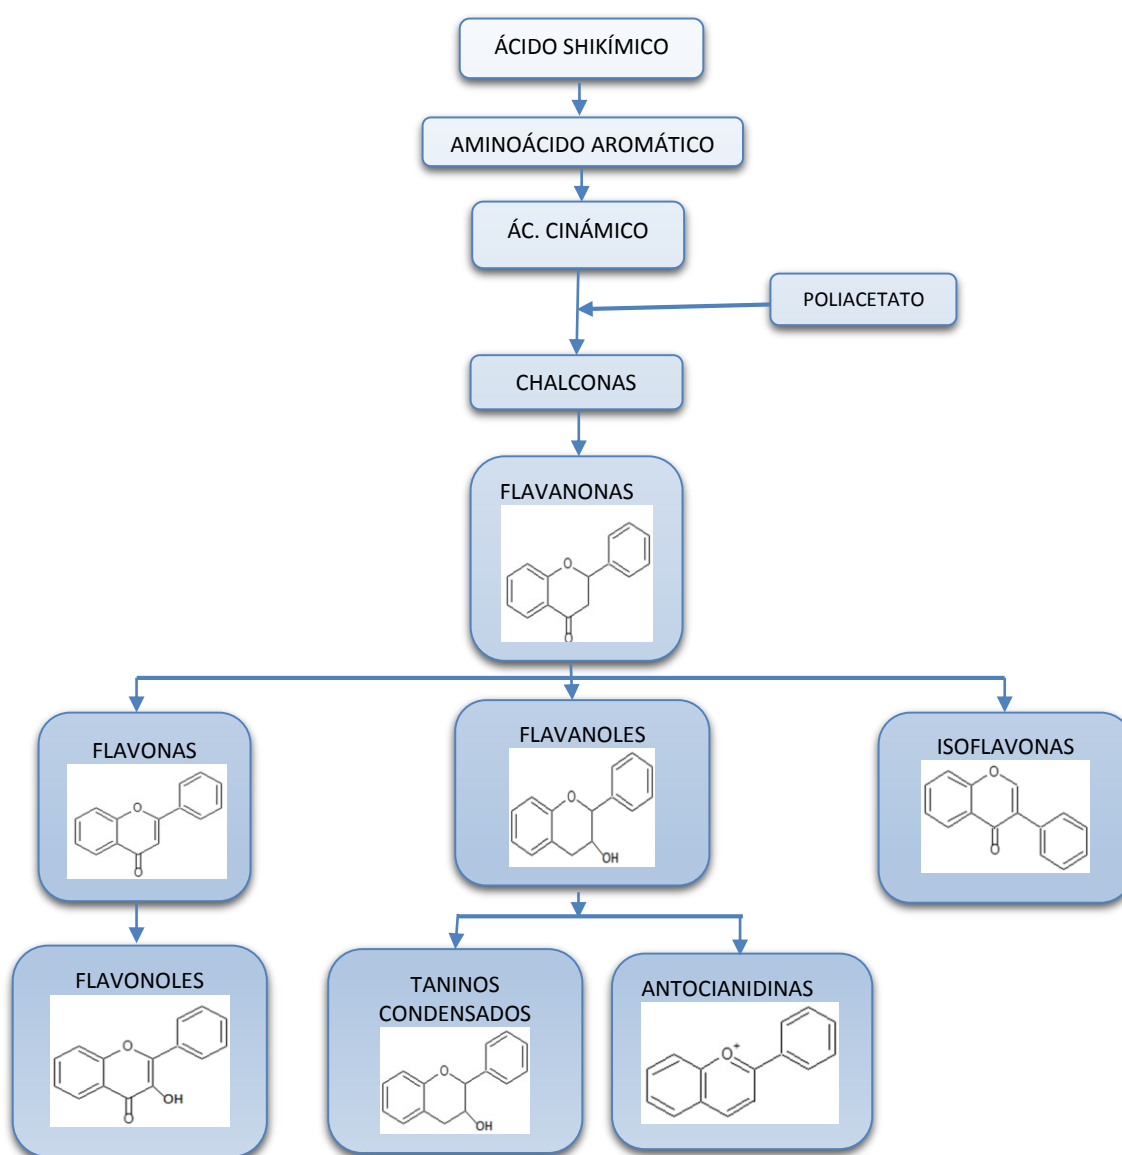 ÁCIDO SHIKÍMICO
AMINOÁCIDO AROMÁTICO
ÁC. CINÁMICO
POLIACETATO
CHALCONAS
FLAVANONAS
O
O
FLAVONAS
O
O
FLAVANOLES
O
OH
ISOFLAVONAS
O
O
FLAVONOLES
O
OH
O
TANINOS
CONDENSADOS
O
OH
ANTOCIANIDINAS
O+